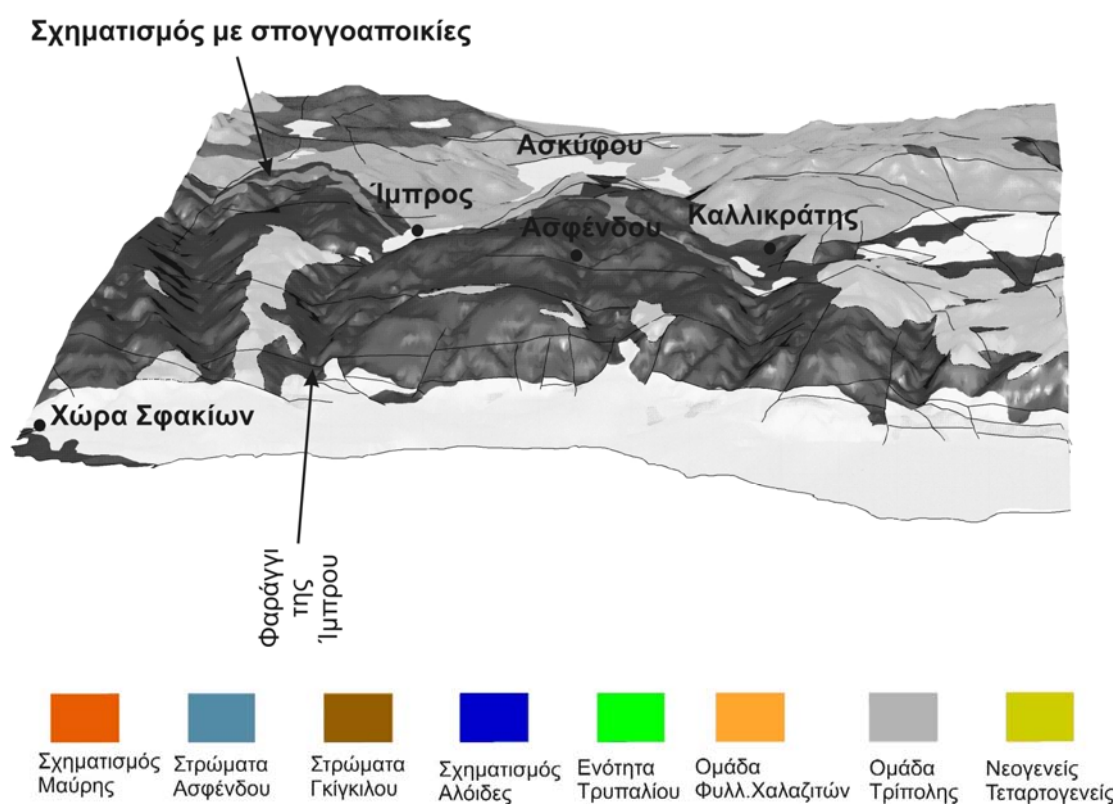 Σχηματισμός με σπογγοαποικίες
Ασκύφου
Ίμπρος
Καλλικράτης
Ασφένδου
Χώρα Σφακίων
Φαράγγι
της
Ίμπρου
Σχηματισμός
Μαύρης
Στρώματα
Ασφένδου
Στρώματα
Γκίγκιλου
Σχηματισμός
Αλόιδες
Ενότητα
Τρυπαλίου
Ομάδα
Φυλλ.Χαλαζιτών
Ομάδα
Τρίπολης
Νεογενείς
Τεταρτογενείς